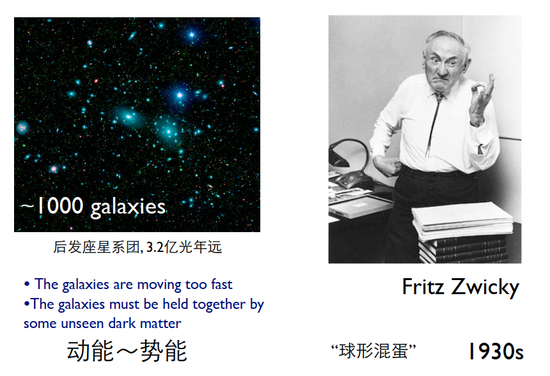 ~1000 galaxies
后发座星系团, 3.2亿光年远
• The galaxies are moving too fast
•The galaxies must be held together by
some unseen dark matter
动能～势能
Fritz Zwicky
“球形混蛋”
1930s